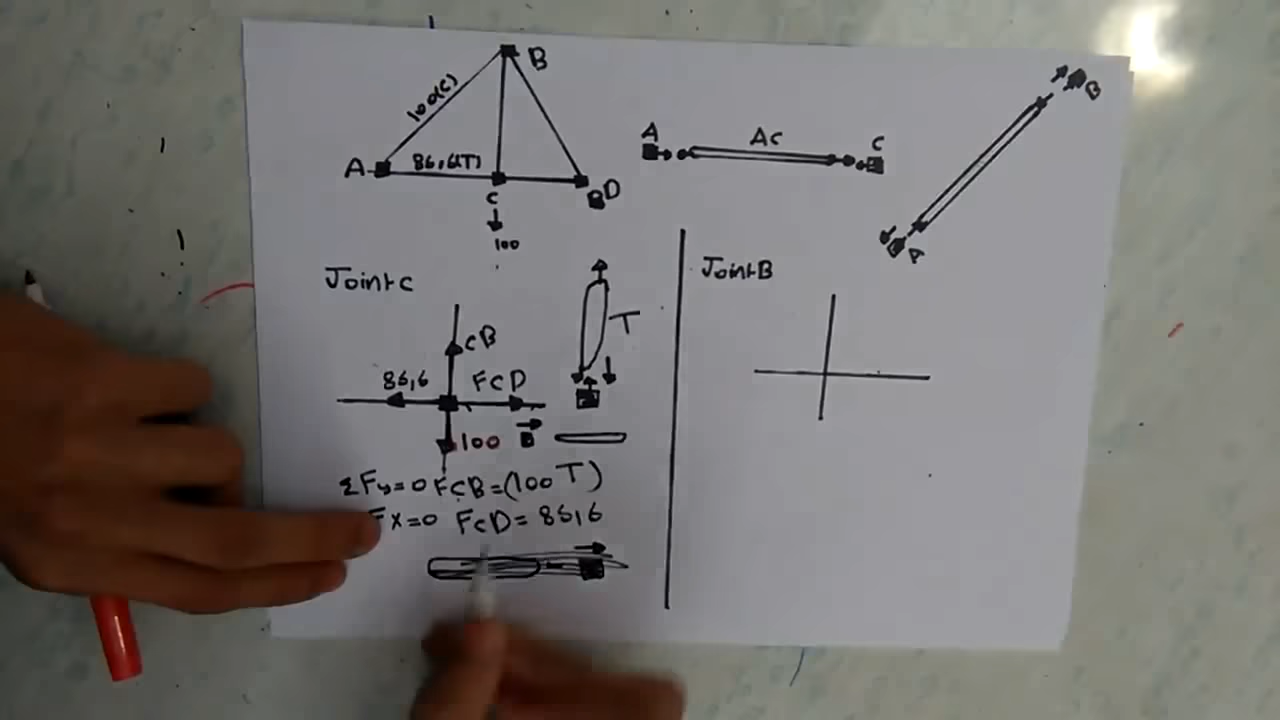 B
100(C)
A
86,6(T)
C
D
100
A
AC
C
B
A
Joint C
CB
86,6
FCD
100
T
ΣFy=0 FCB=(100T)
Fx=0 FCD=86,6
Joint B